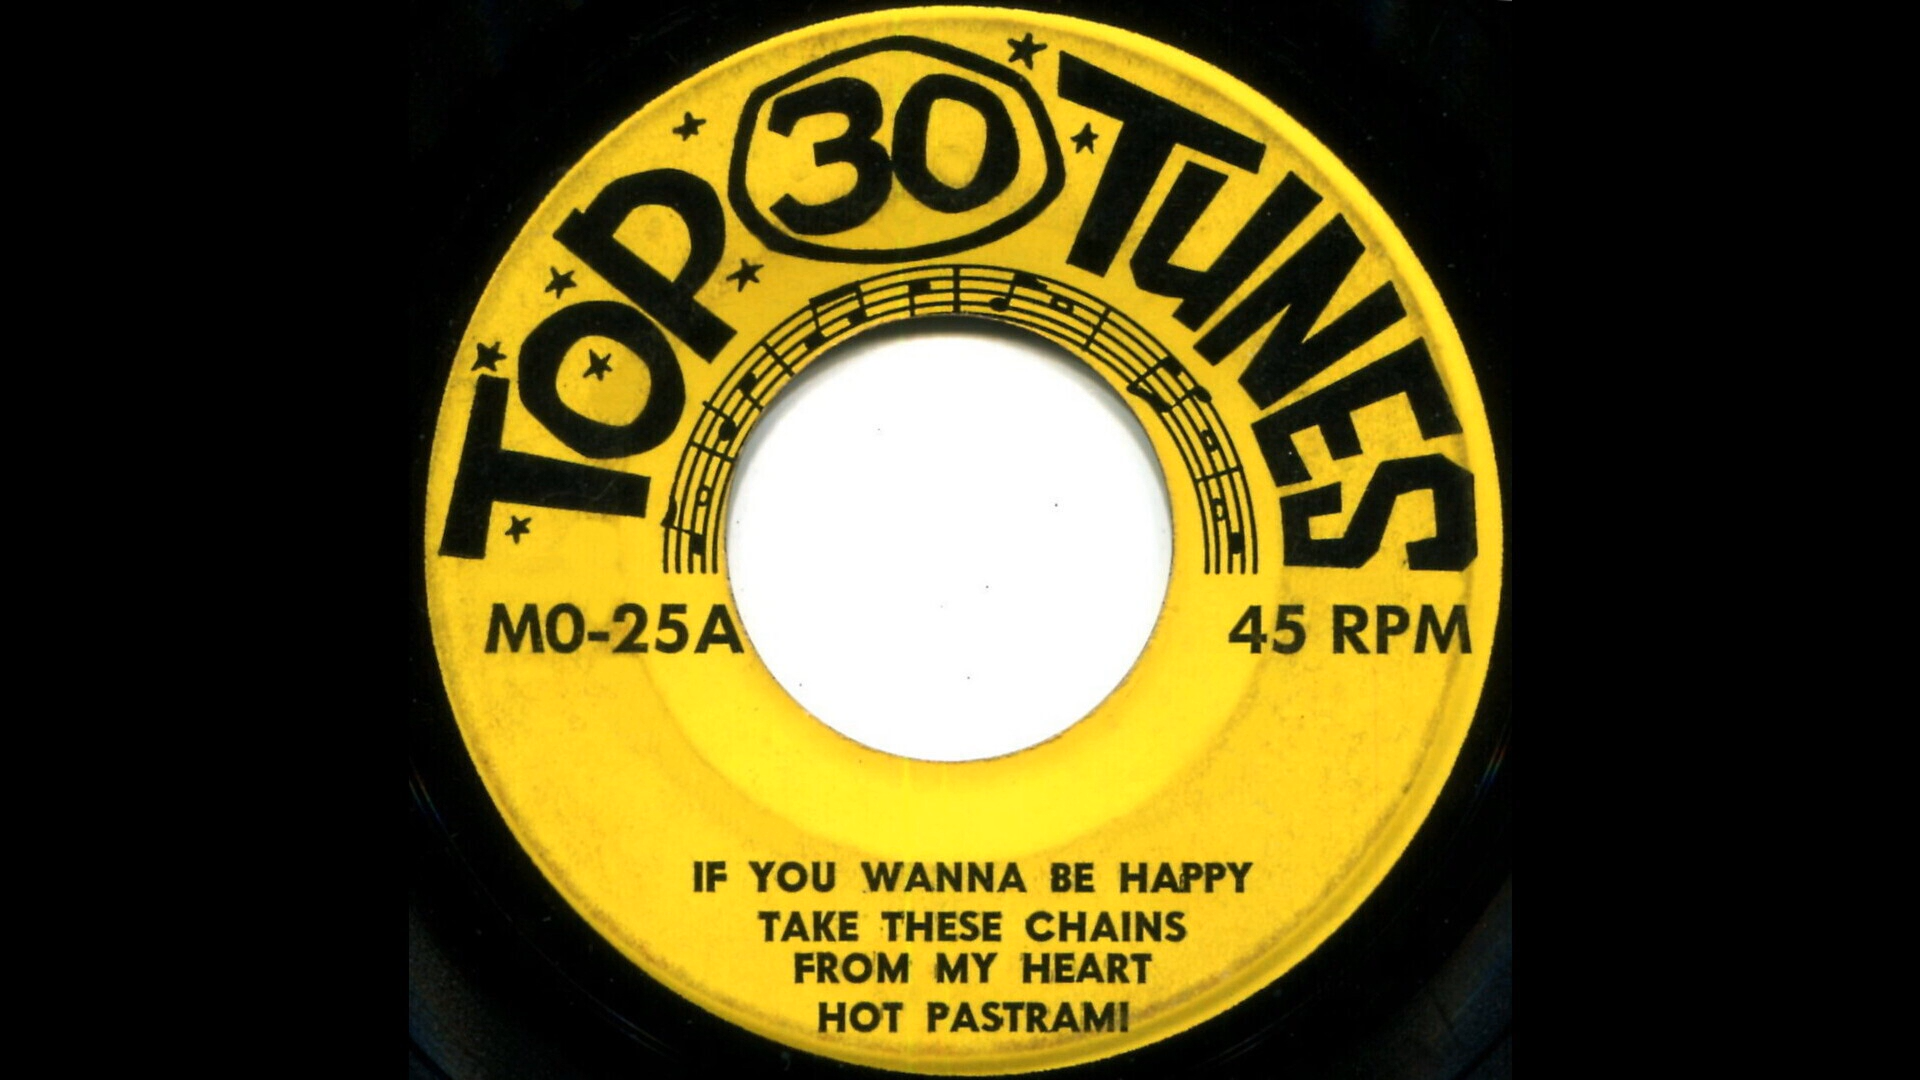 TOP 30 TUNES
MO-25A
45 RPM
IF YOU WANNA BE HAPPY
TAKE THESE CHAINS
FROM MY HEART
HOT PASTRAMI